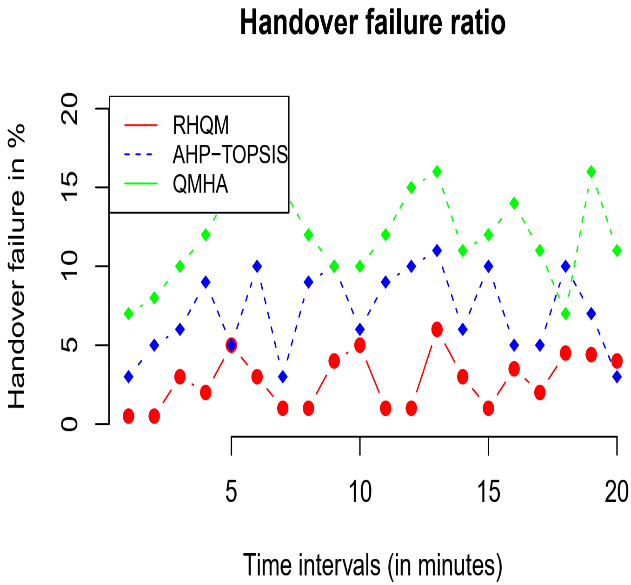 Handover failure ratio
Handover failure in %
20
15
10
5
0
RHQM
AHP−TOPSIS
QMHA
5 10 15 20
Time intervals (in minutes)